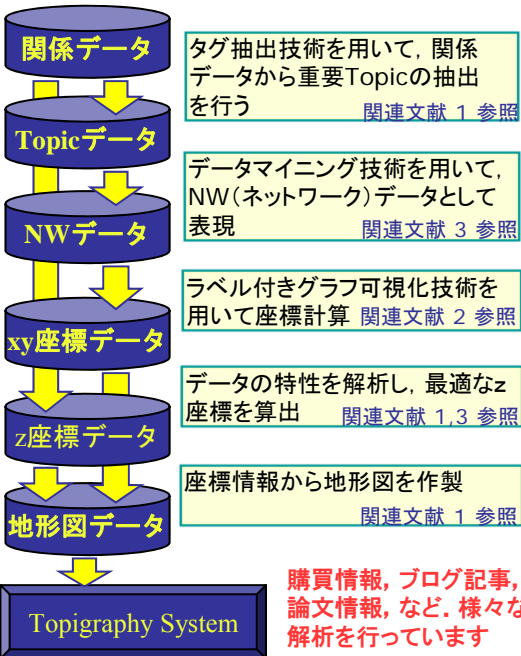 関係データ
タグ抽出技術を用いて，関係
データから重要Topicの抽出
を行う
関連文献 1 参照
Topicデータ
データマイニング技術を用いて，
NW（ネットワーク）データとして
表現
関連文献 3 参照
NWデータ
ラベル付きグラフ可視化技術を
用いて座標計算 関連文献 2 参照
xy座標データ
データの特性を解析し，最適なz
座標を算出
関連文献 1,3 参照
z座標データ
座標情報から地形図を作製
関連文献 1 参照
地形図データ
Topigraphy System
購買情報，ブログ記事，
論文情報，など．様々な
解析を行っています